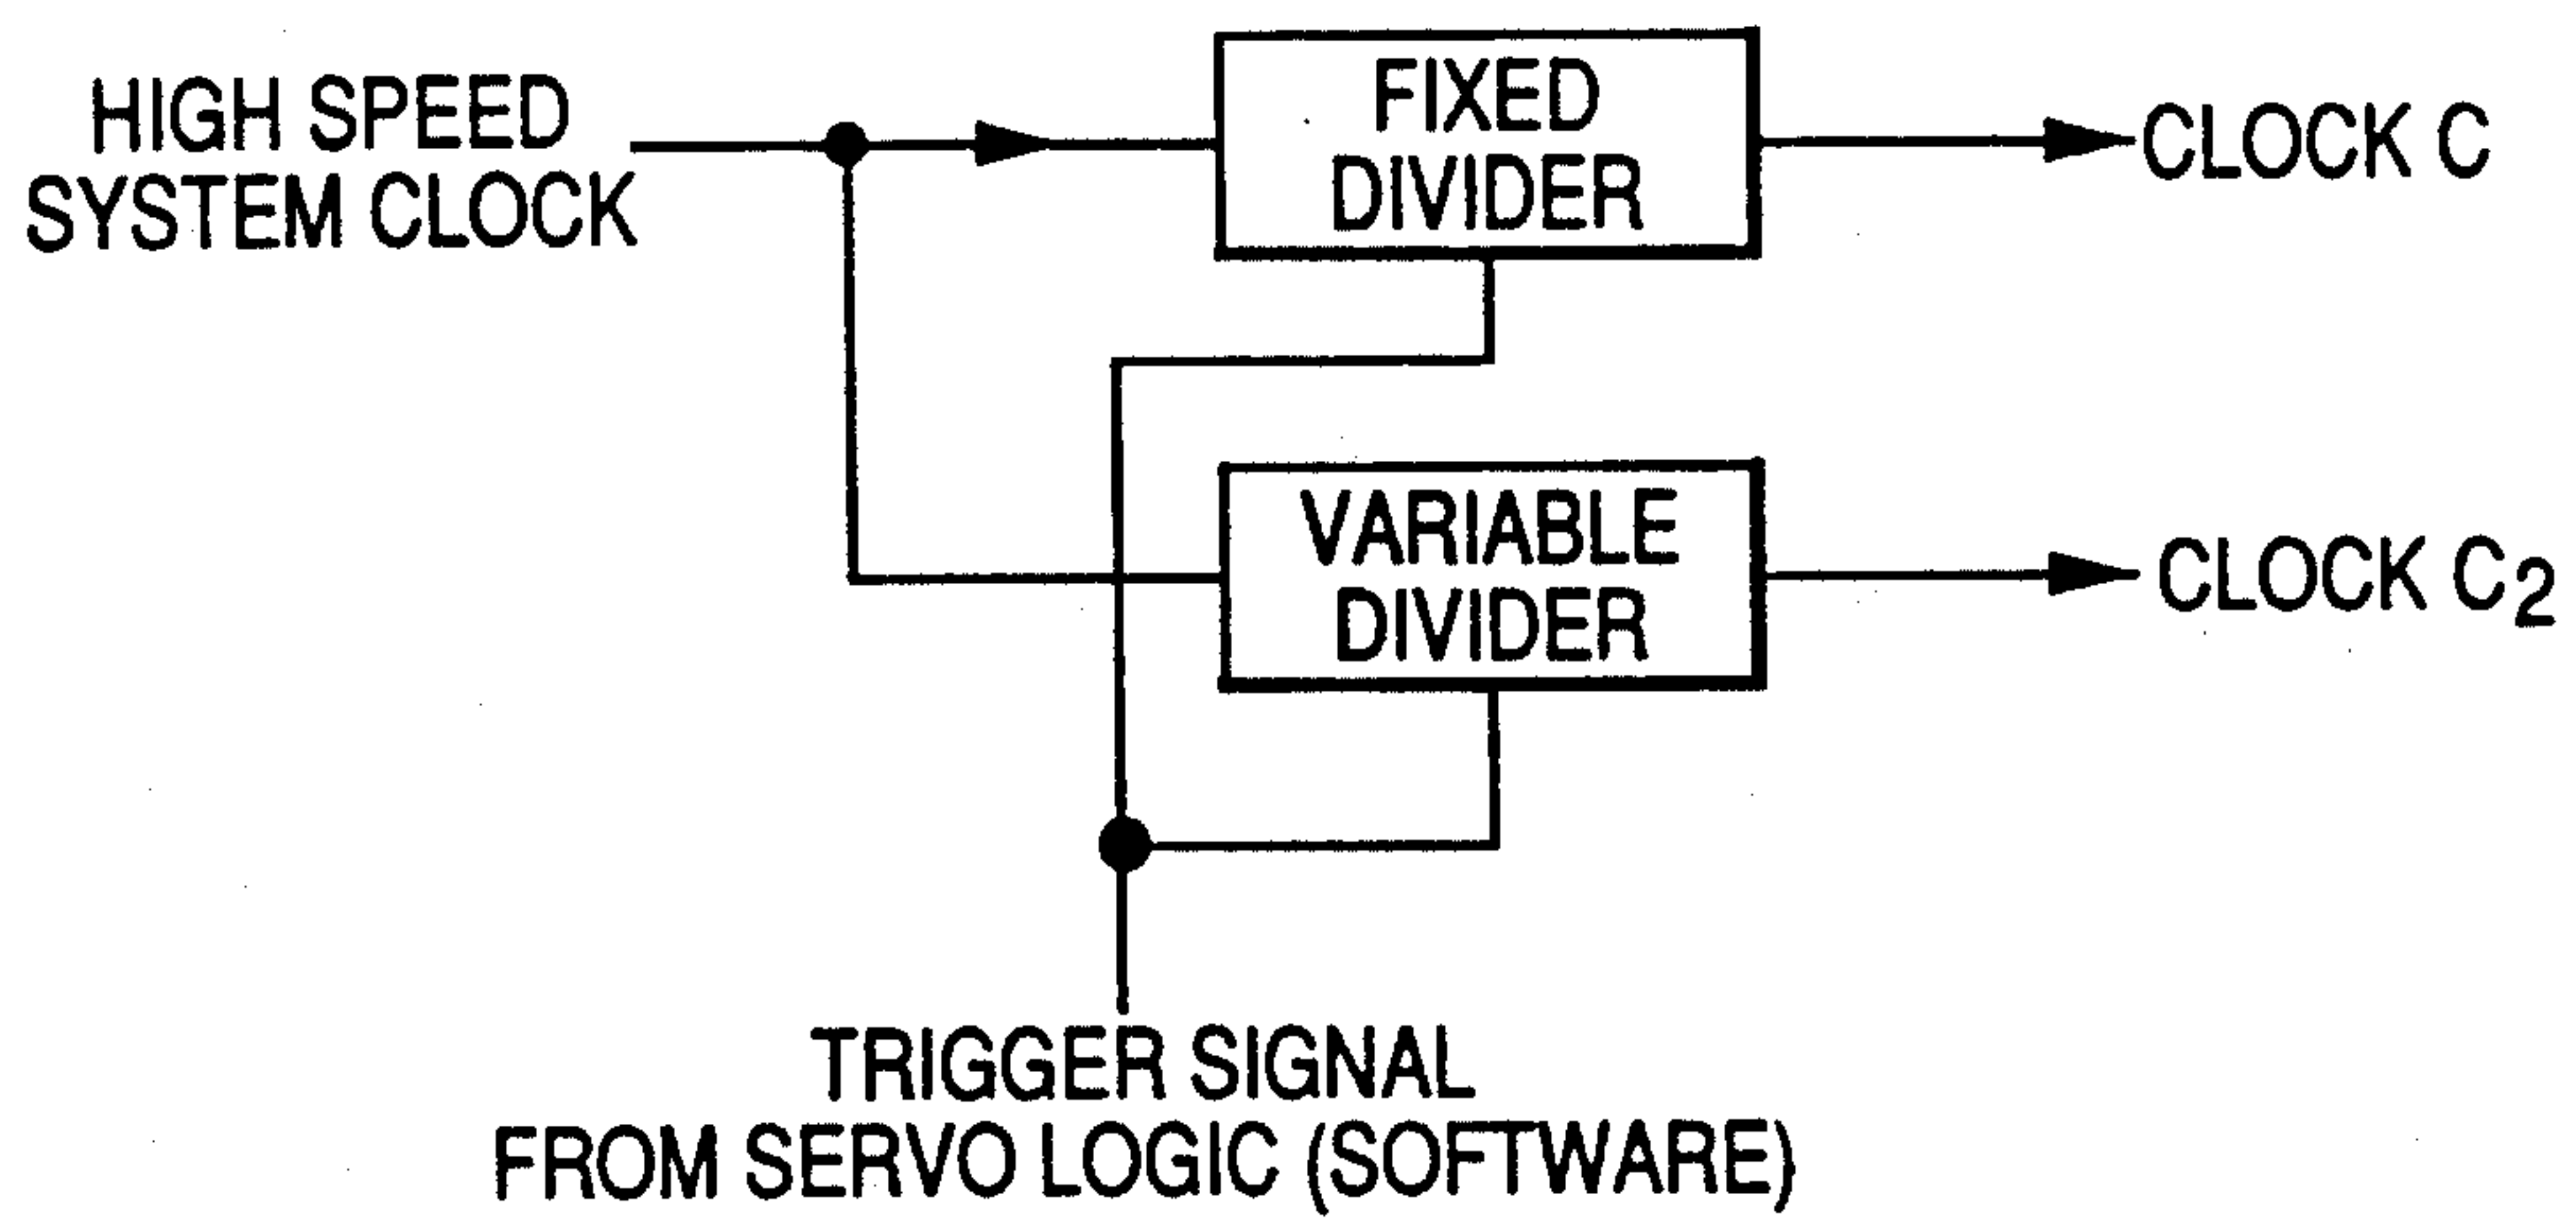 HIGH SPEED
SYSTEM CLOCK
FIXED
DIVIDER
CLOCK C
VARIABLE
DIVIDER
CLOCK C2
TRIGGER SIGNAL
FROM SERVO LOGIC (SOFTWARE)